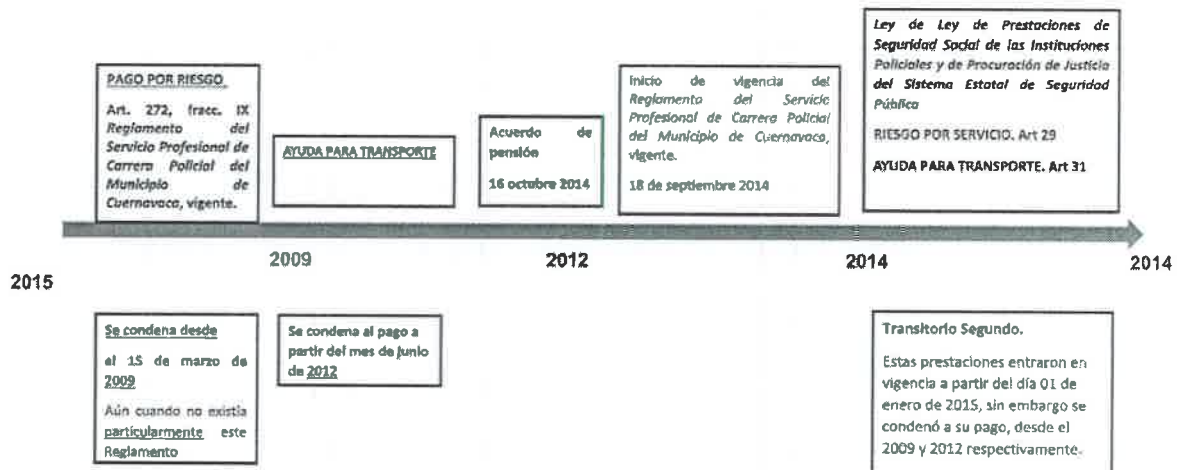 PAGO POR RIESGO.
Art. 272, fracc. IX
Reglamento del
Servicio Profesional de
Carrera Policial del
Municipio de
Cuernavaca, vigente.
AYUDA PARA TRANSPORTE
Acuerdo de
pensión
16 octubre 2014
Inicio de vigencia del
Reglamento del Servicio
Profesional de Carrera Policial
del Municipio de Cuernavaca,
vigente.
18 de septiembre 2014
Ley de Ley de Prestaciones de
Seguridad Social de las Instituciones
Policiales y de Procuración de Justicia
del Sistema Estatal de Seguridad
Pública
RIESGO POR SERVICIO. Art 29
AYUDA PARA TRANSPORTE. Art 31
2009
2012
2014
2014
2015
Se condena desde
el 15 de marzo de
2009
Aún cuando no existía
particularmente este
Reglamento
Se condena al pago a
partir del mes de junio
de 2012
Transitorio Segundo.
Estas prestaciones entraron en
vigencia a partir del día 01 de
enero de 2015, sin embargo se
condenó a su pago, desde el
2009 y 2012 respectivamente.